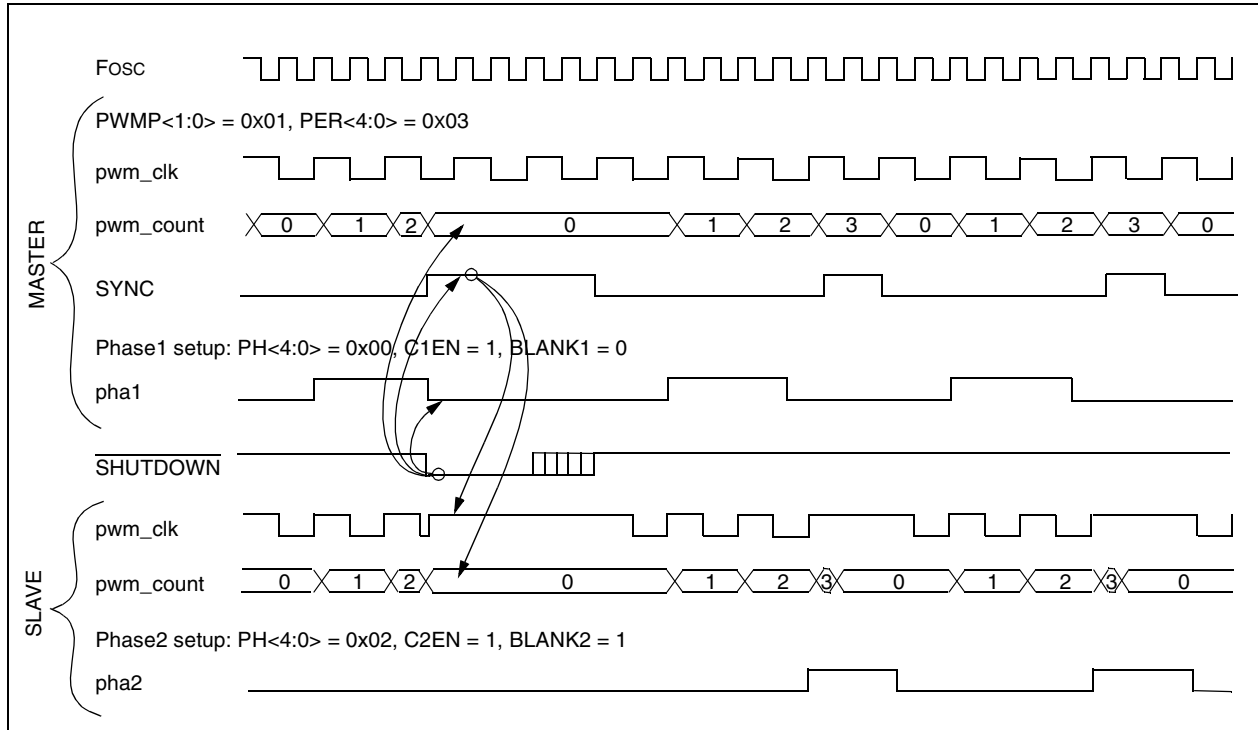 FOSC
PWMP<1:0> = 0x01, PER<4:0> = 0x03
pwm_clk
pwm_count 0 1 2 0 1 2 3 0 1 2 3 0
MASTER
SYNC
Phase1 setup: PH<4:0> = 0x00, C1EN = 1, BLANK1 = 0
pha1
SHUTDOWN
pwm_clk
SLAVE
pwm_count 0 1 2 0 1 2 3 0 1 2 3 0
Phase2 setup: PH<4:0> = 0x02, C2EN = 1, BLANK2 = 1
pha2